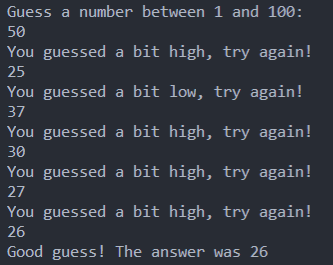 Guess a number between 1 and 100:
50
You guessed a bit high, try again!
25
You guessed a bit low, try again!
37
You guessed a bit high, try again!
30
You guessed a bit high, try again!
27
You guessed a bit high, try again!
26
Good guess! The answer was 26